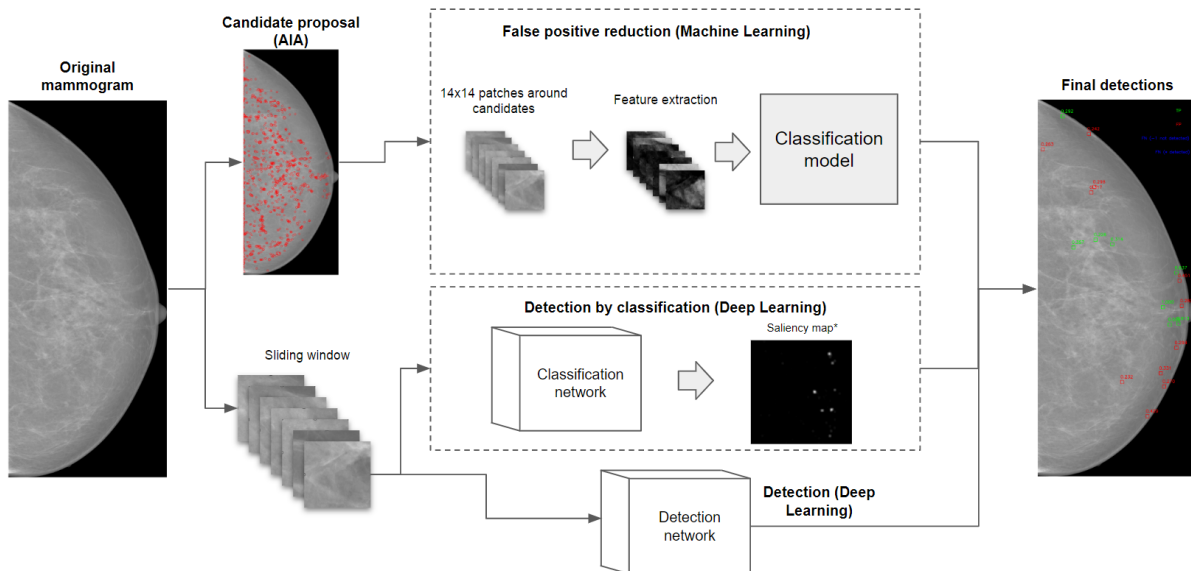 Original
mammogram
Candidate proposal
(AIA)
False positive reduction (Machine Learning)
14x14 patches around
candidates
Feature extraction
Classification
model
Sliding window
Detection by classification (Deep Learning)
Classification
network
Saliency map*
Detection
network
Detection (Deep
Learning)
Final detections